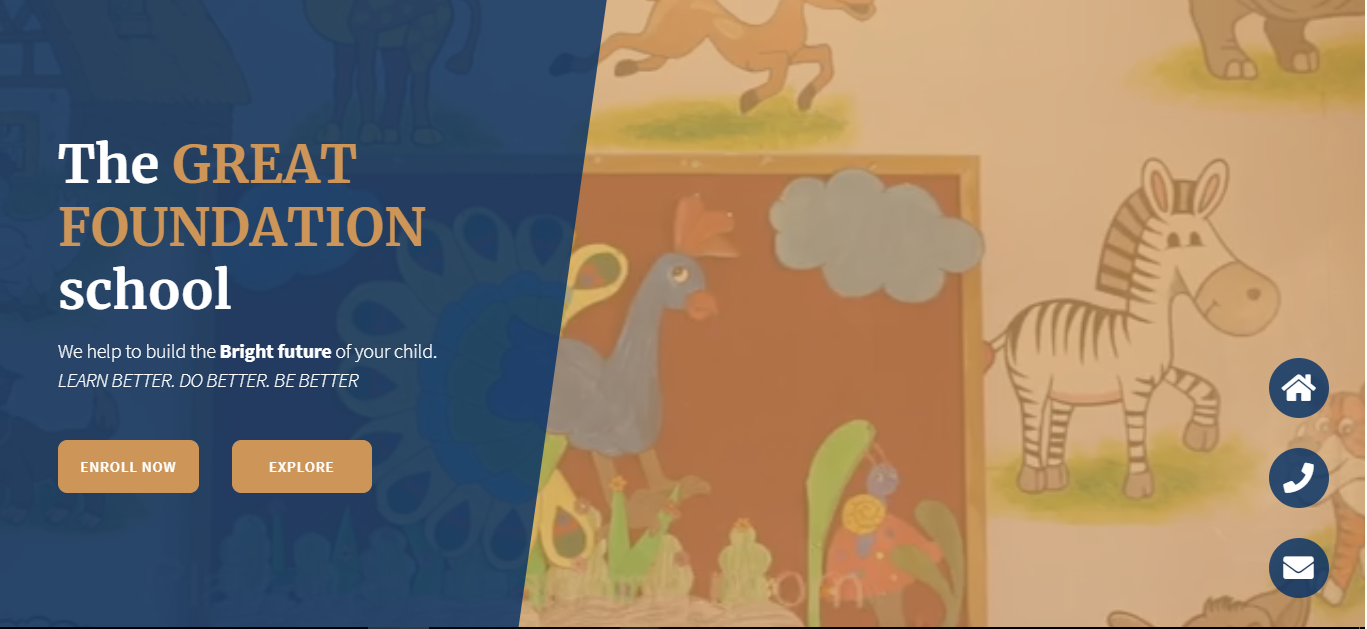 The GREAT
FOUNDATION
school
We help to build the Bright future of your child.
LEARN BETTER. DO BETTER. BE BETTER
ENROLL NOW
EXPLORE